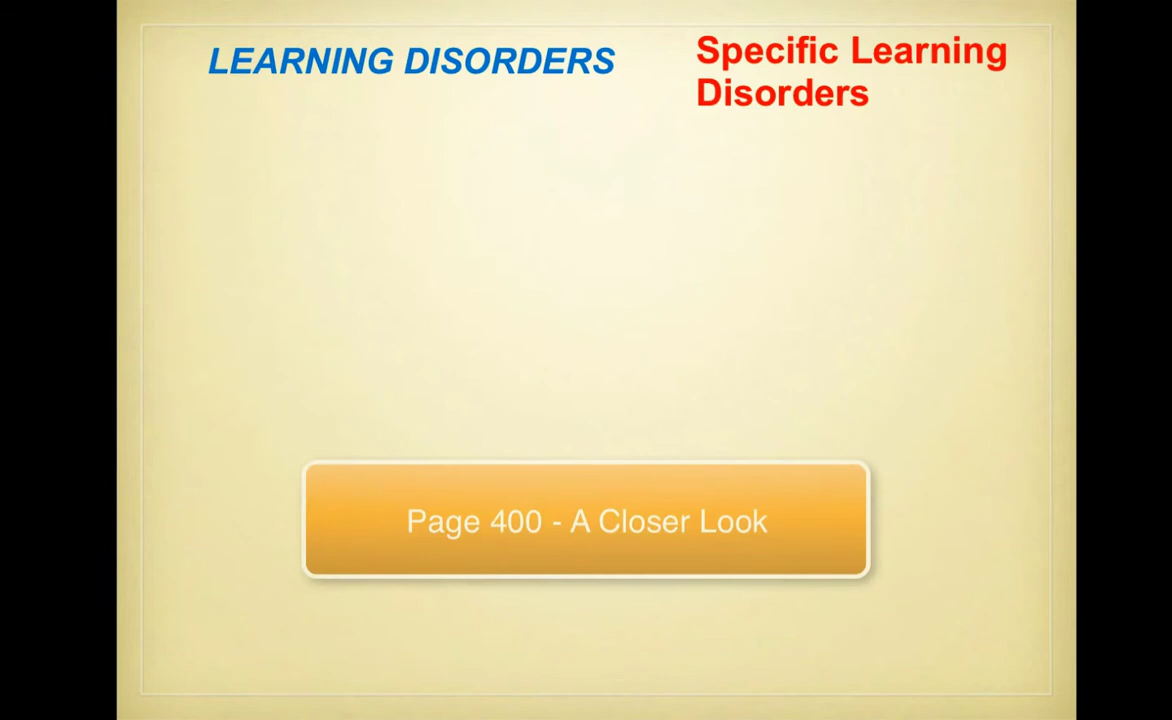 LEARNING DISORDERS
Specific Learning
Disorders
Page 400 - A Closer Look